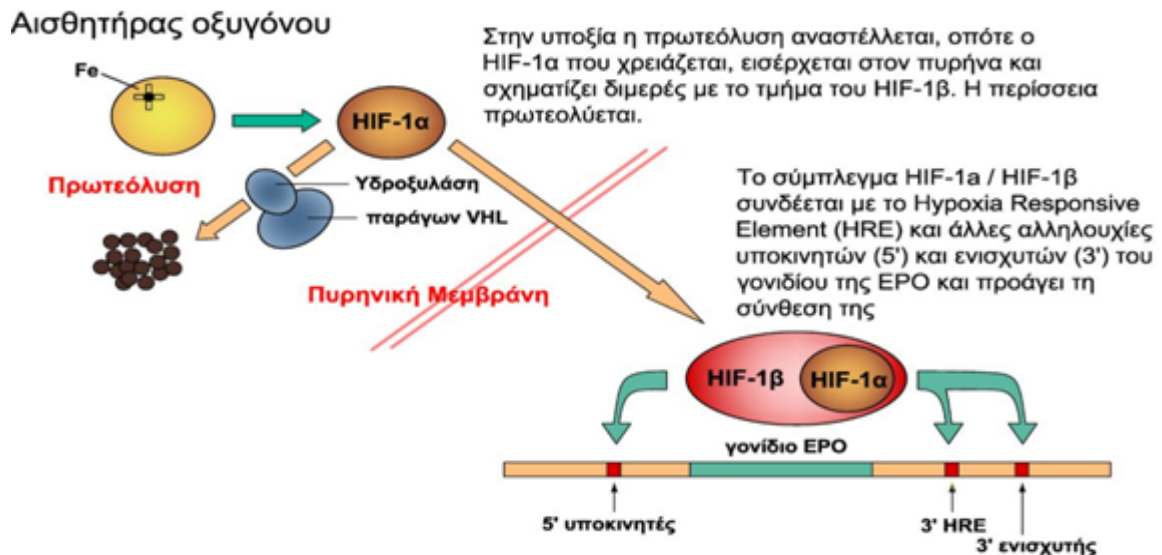 Αισθητήρας οξυγόνου
Στην υποξία η πρωτεόλυση αναστέλλεται, οπότε ο
HIF-1α που χρειάζεται, εισέρχεται στον πυρήνα και
σχηματίζει διμερές με το τμήμα του HIF-1β. Η περίσσεια
πρωτεολύεται.
Fe
HIF-1α
Πρωτεόλυση
Υδροξυλάση
παράγων VHL
Το σύμπλεγμα HIF-1a / HIF-1β
συνδέεται με το Hypoxia Responsive
Element (HRE) και άλλες αλληλουχίες
υποκινητών (5') και ενισχυτών (3') του
γονιδίου της EPO και προάγει τη
σύνθεση της
Πυρηνική Μεμβράνη
HIF-1β
HIF-1α
γονίδιο EPO
5' υποκινητές
3' HRE
3' ενισχυτής